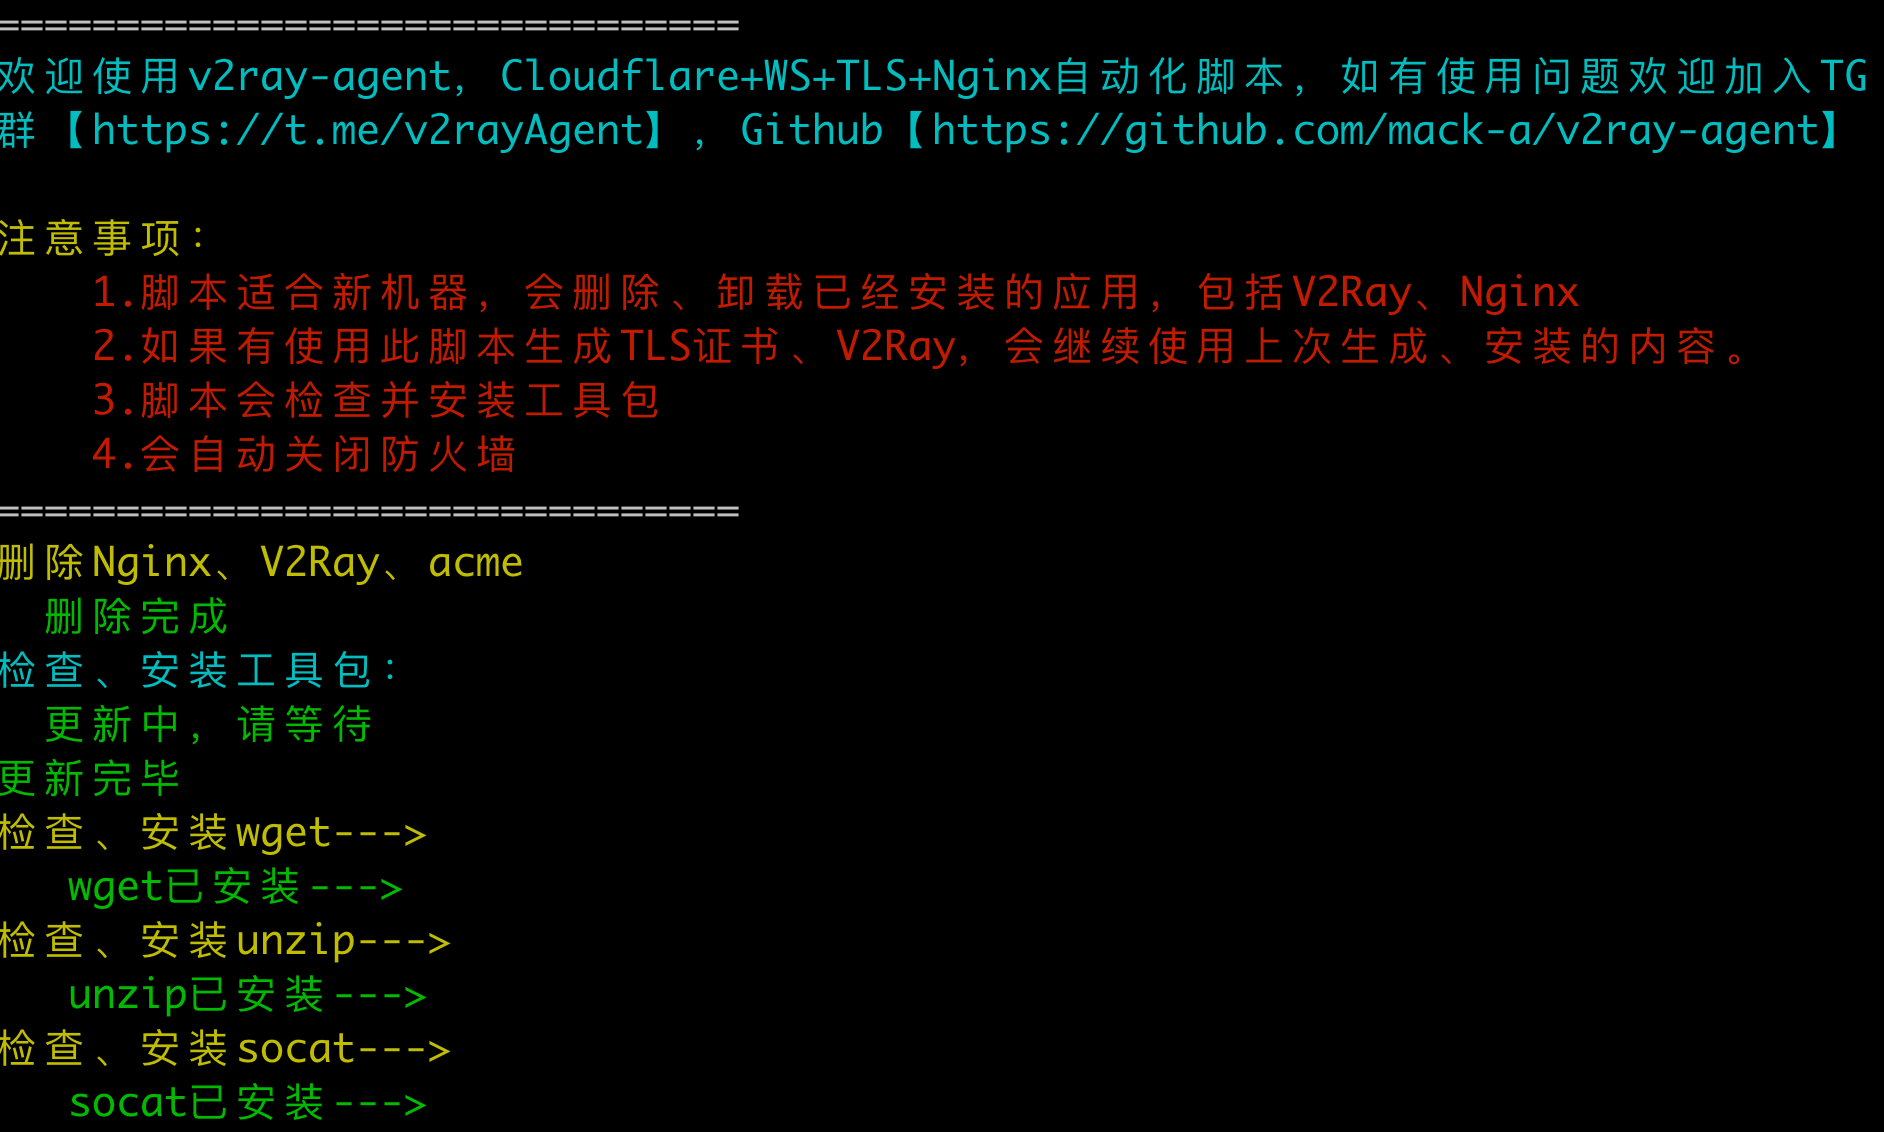 ===============================
欢迎使用v2ray-agent，Cloudflare+WS+TLS+Nginx自动化脚本，如有使用问题欢迎加入TG
群【https://t.me/v2rayAgent】，Github【https://github.com/mack-a/v2ray-agent】
注意事项：
1.脚本适合新机器，会删除、卸载已经安装的应用，包括V2Ray、Nginx
2.如果有使用此脚本生成TLS证书、V2Ray，会继续使用上次生成、安装的内容。
3.脚本会检查并安装工具包
4.会自动关闭防火墙
===============================
删除Nginx、V2Ray、acme
删除完成
检查、安装工具包：
更新中，请等待
更新完毕
检查、安装wget--->
wget已安装--->
检查、安装unzip--->
unzip已安装--->
检查、安装socat--->
socat已安装--->